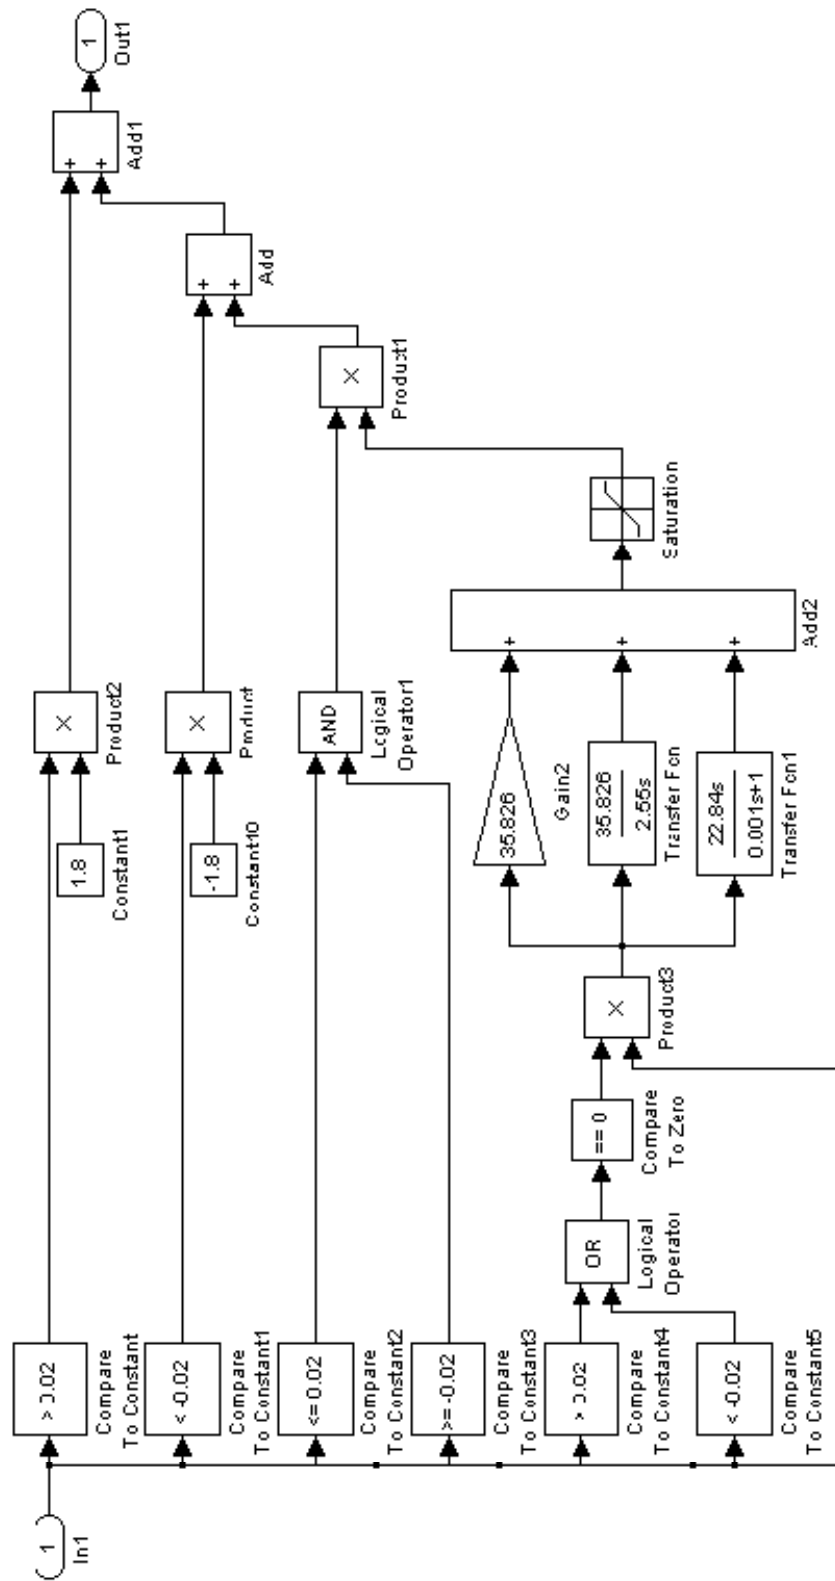 1
In1
> 0.02
Compare
To Constant
< -0.02
Compare
To Constant1
<= 0.02
Compare
To Constant2
>= -0.02
Compare
To Constant3
> 0.02
Compare
To Constant4
< -0.02
Compare
To Constant5
OR
Logical
Operator
== 0
Compare
To Zero
×
Product3
1.8
Constant1
-1.8
Constant10
×
Product2
×
Product
AND
Logical
Operator1
35.826
Gain2
35.826
2.55s
Transfer Fcn
22.84s
0.001s+1
Transfer Fcn1
+
+
+
Add2
Saturation
×
Product1
+
+
Add
+
+
Add1
1
Out1